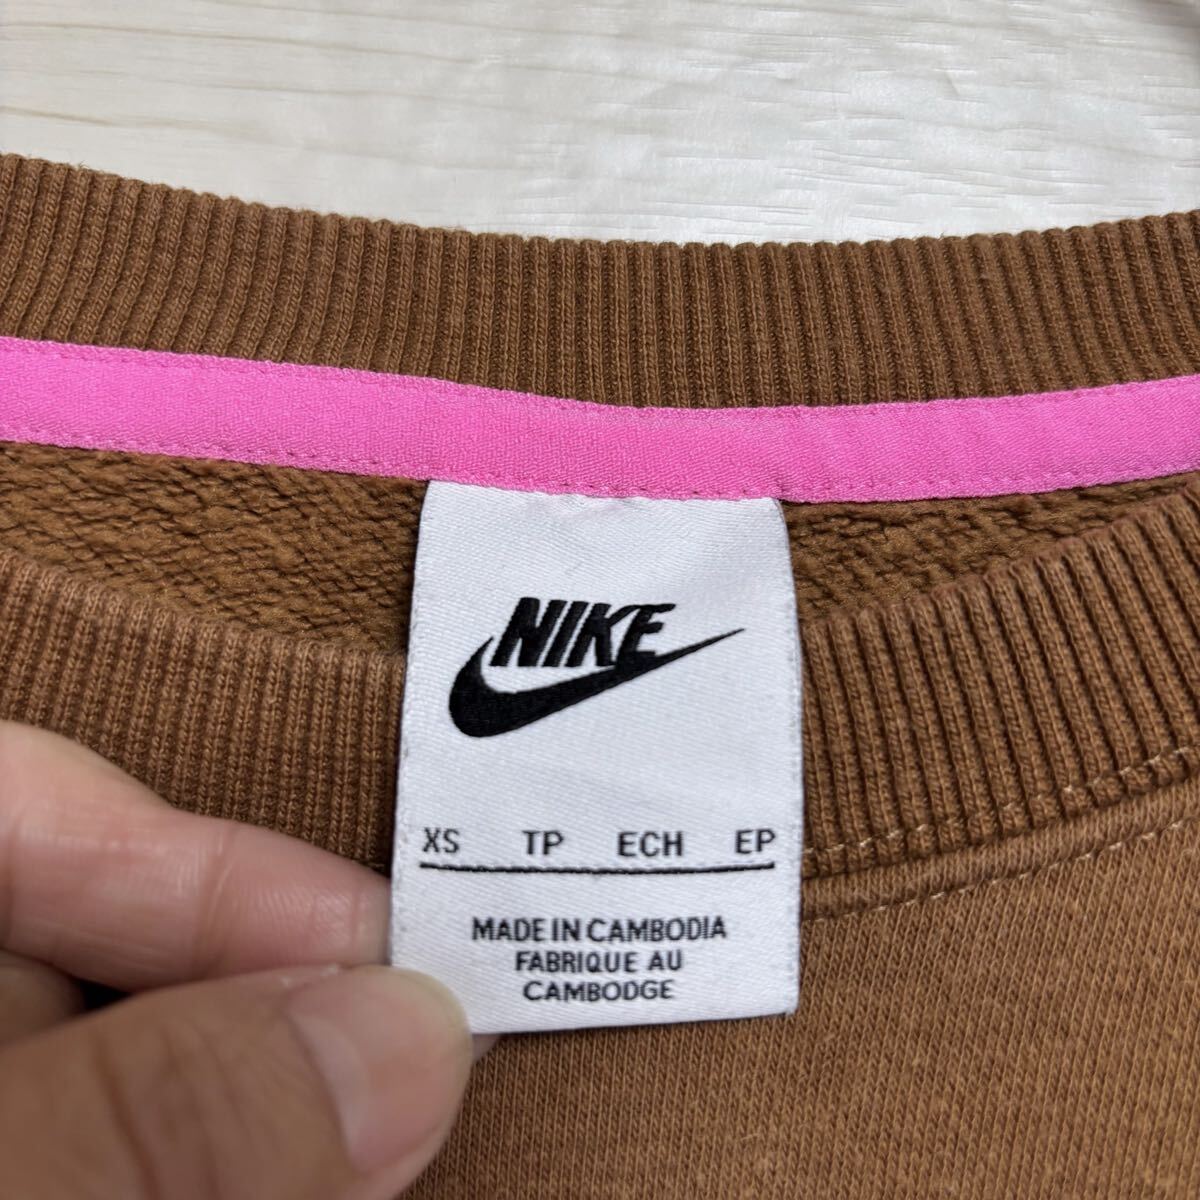 NIKE
XS TP ECH EP
MADE IN CAMBODIA
FABRIQUE AU
CAMBODGE